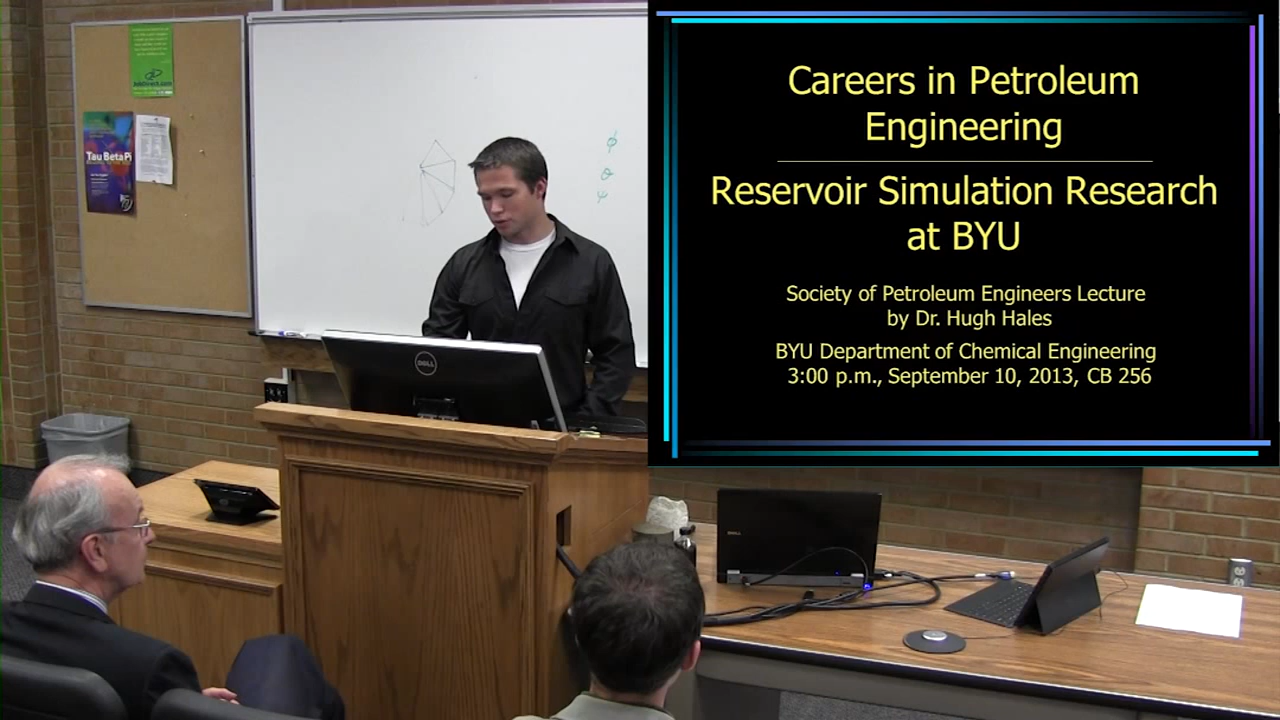 Careers in Petroleum
Engineering
Reservoir Simulation Research
at BYU
Society of Petroleum Engineers Lecture
by Dr. Hugh Hales
BYU Department of Chemical Engineering
3:00 p.m., September 10, 2013, CB 256
Tau Beta Pi
DELL
ϕ
θ
ψ